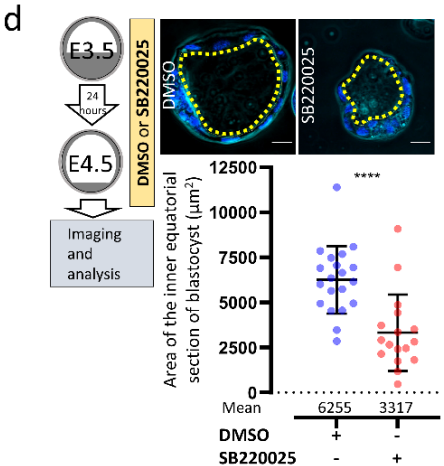 d
E3.5
24
hours
E4.5
Imaging
and
analysis
DMSO or SB220025
DMSO
SB220025
Area of the inner equatorial
section of blastocyst (µm²)
12500
10000
7500
5000
2500
0
****
Mean 6255 3317
DMSO + -
SB220025 - +